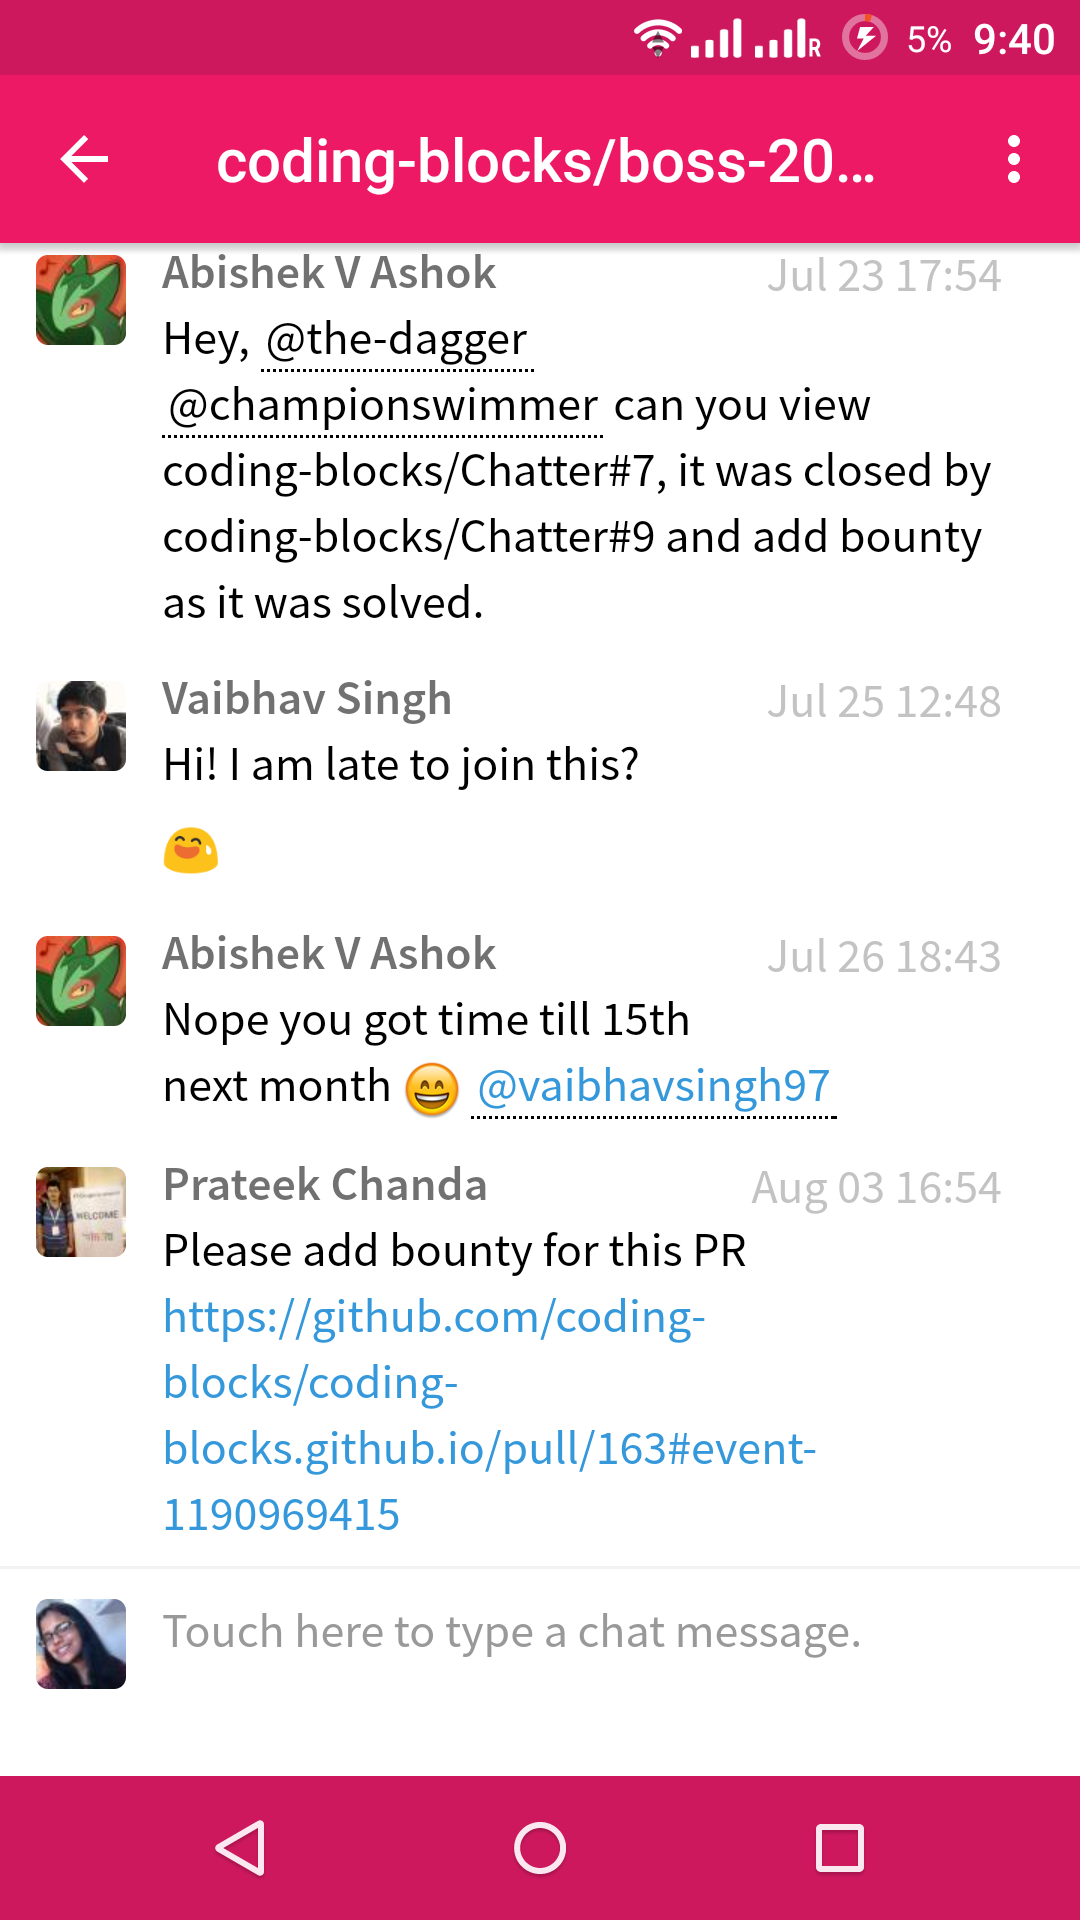 R 5% 9:40
coding-blocks/boss-20...
Abishek V Ashok Jul 23 17:54
Hey, @the-dagger
@championswimmer can you view
coding-blocks/Chatter#7, it was closed by
coding-blocks/Chatter#9 and add bounty
as it was solved.
Vaibhav Singh Jul 25 12:48
Hi! I am late to join this?
Abishek V Ashok Jul 26 18:43
Nope you got time till 15th
next month @vaibhavsingh97
Prateek Chanda Aug 03 16:54
WELCOME
Please add bounty for this PR
https://github.com/coding-
blocks/coding-
blocks.github.io/pull/163#event-
1190969415
Touch here to type a chat message.